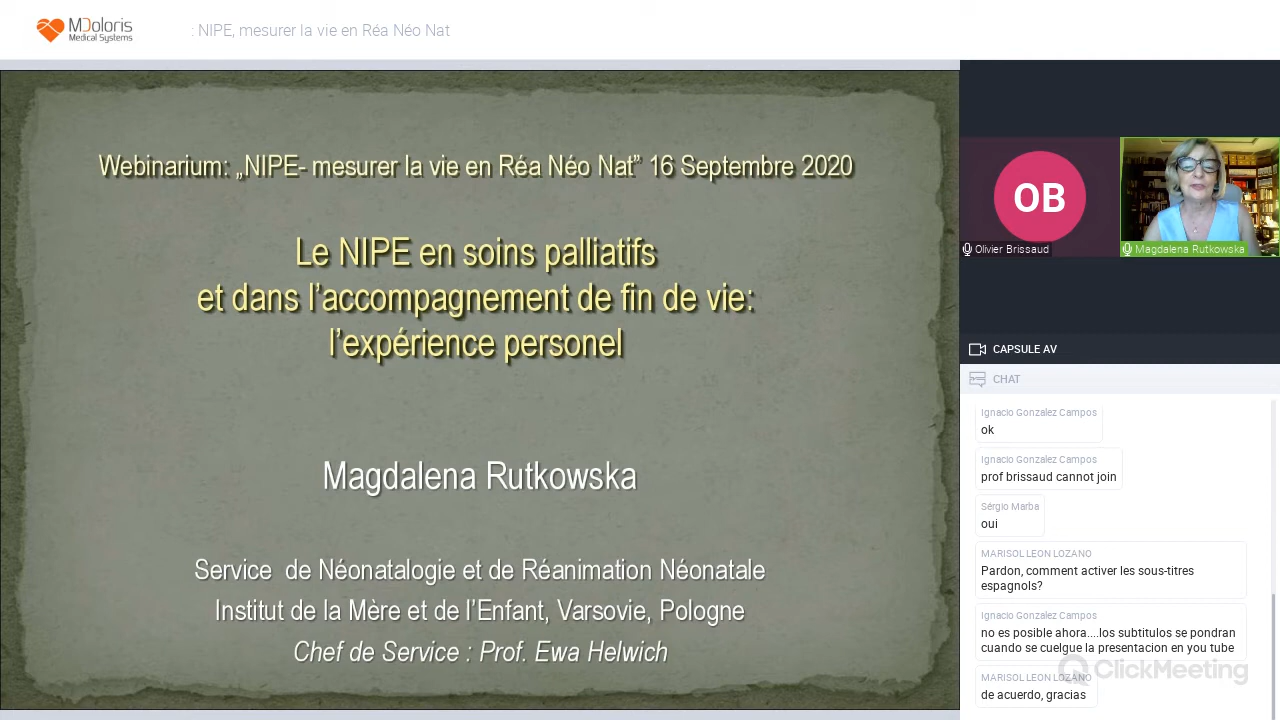 MDoloris
Medical Systems
: NIPE, mesurer la vie en Réa Néo Nat
Webinarium: „NIPE- mesurer la vie en Réa Néo Nat” 16 Septembre 2020
Le NIPE en soins palliatifs
et dans l’accompagnement de fin de vie:
l’expérience personel
Magdalena Rutkowska
Service de Néonatalogie et de Réanimation Néonatale
Institut de la Mère et de l’Enfant, Varsovie, Pologne
Chef de Service : Prof. Ewa Helwich
OB
Olivier Brissaud
Magdalena Rutkowska
CAPSULE AV
CHAT
Ignacio Gonzalez Campos
ok
Ignacio Gonzalez Campos
prof brissaud cannot join
Sérgio Marba
oui
MARISOL LEON LOZANO
Pardon, comment activer les sous-titres
espagnols?
Ignacio Gonzalez Campos
no es posible ahora....los subtitulos se pondran
cuando se cuelgue la presentacion en you tube
MARISOL LEON LOZANO
de acuerdo, gracias
ClickMeeting